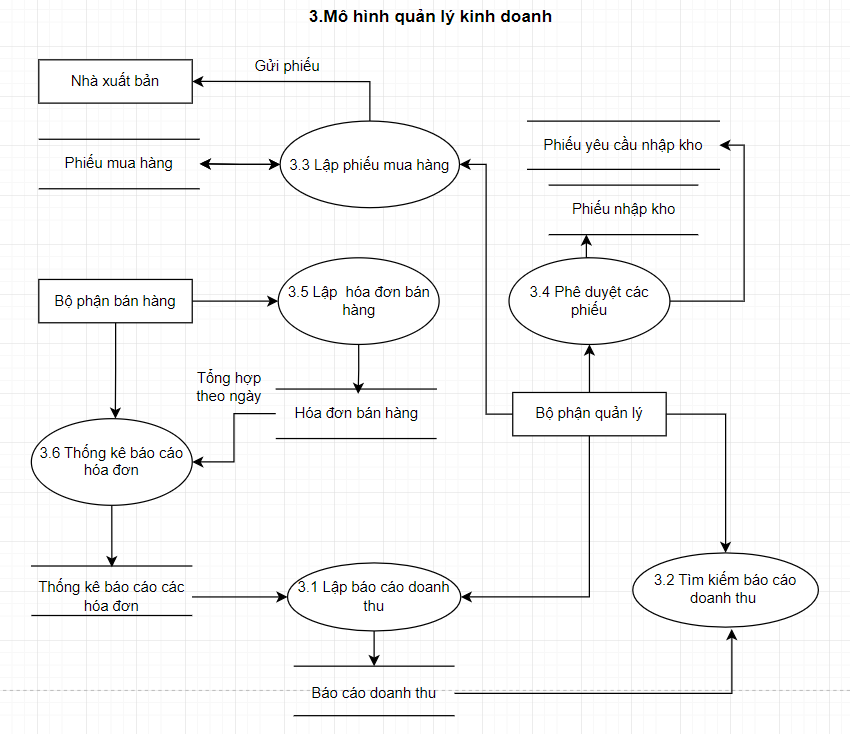 3.Mô hình quản lý kinh doanh
Gửi phiếu
Nhà xuất bản
Phiếu mua hàng
3.3 Lập phiếu mua hàng
Phiếu yêu cầu nhập kho
Phiếu nhập kho
Bộ phận bán hàng
3.5 Lập hóa đơn bán
hàng
3.4 Phê duyệt các
phiếu
Tổng hợp
theo ngày
Hóa đơn bán hàng
Bộ phận quản lý
3.6 Thống kê báo cáo
hóa đơn
Thống kê báo cáo các
hóa đơn
3.1 Lập báo cáo doanh
thu
3.2 Tìm kiếm báo cáo
doanh thu
Báo cáo doanh thu